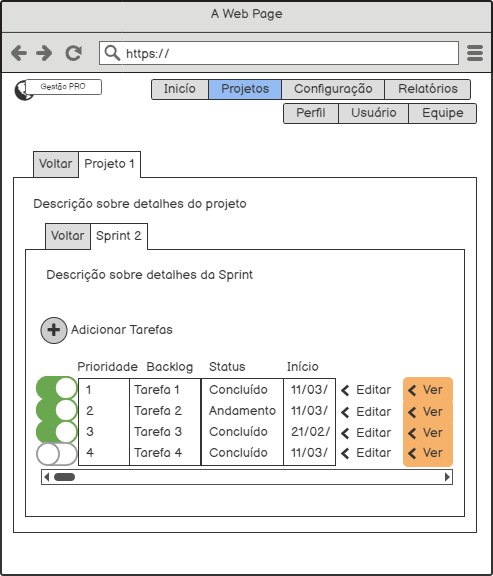 A Web Page
https://
Gestão PRO
Início Projetos Configuração Relatórios
Perfil Usuário Equipe
Voltar Projeto 1
Descrição sobre detalhes do projeto
Voltar Sprint 2
Descrição sobre detalhes da Sprint
Adicionar Tarefas
Prioridade Backlog Status Início
1 Tarefa 1 Concluído 11/03/ Editar Ver
2 Tarefa 2 Andamento 11/03/ Editar Ver
3 Tarefa 3 Concluído 21/02/ Editar Ver
4 Tarefa 4 Concluído 11/03/ Editar Ver